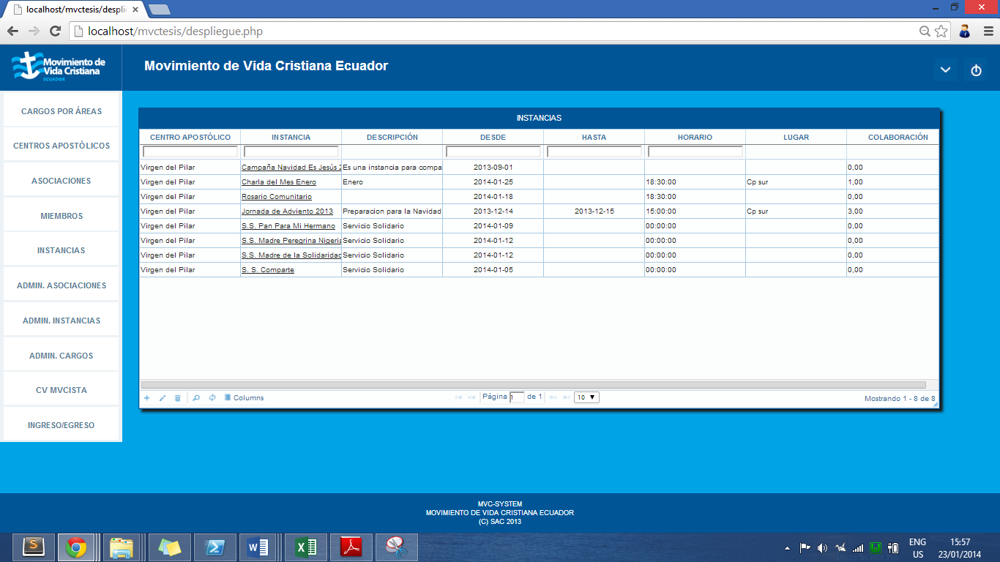 localhost/mvctesis/despli
localhost/mvctesis/despliegue.php
Movimiento de
Vida Cristiana
ECUADOR
Movimiento de Vida Cristiana Ecuador
CARGOS POR ÁREAS
CENTROS APOSTÓLICOS
ASOCIACIONES
MIEMBROS
INSTANCIAS
ADMIN. ASOCIACIONES
ADMIN. INSTANCIAS
ADMIN. CARGOS
CV MVCISTA
INGRESO/EGRESO
INSTANCIAS
CENTRO APOSTÓLICO INSTANCIA DESCRIPCIÓN DESDE HASTA HORARIO LUGAR COLABORACIÓN
Virgen del Pilar Campaña Navidad Es Jesús 2 Es una instancia para compa 2013-09-01 0,00
Virgen del Pilar Charla del Mes Enero Enero 2014-01-25 18:30:00 Cp sur 1,00
Virgen del Pilar Rosario Comunitario 2014-01-18 18:30:00 0,00
Virgen del Pilar Jornada de Adviento 2013 Preparacion para la Navidad 2013-12-14 2013-12-15 15:00:00 Cp sur 3,00
Virgen del Pilar S.S. Pan Para Mi Hermano Servicio Solidario 2014-01-09 00:00:00 0,00
Virgen del Pilar S.S. Madre Peregrina Nigeria Servicio Solidario 2014-01-12 00:00:00 0,00
Virgen del Pilar S.S. Madre de la Solidaridad Servicio Solidario 2014-01-12 00:00:00 0,00
Virgen del Pilar S. S. Comparte Servicio Solidario 2014-01-05 00:00:00 0,00
Columns Página 1 de 1 10 Mostrando 1 - 8 de 8
MVC-SYSTEM
MOVIMIENTO DE VIDA CRISTIANA ECUADOR
(C) SAC 2013
ENG 15:57
US 23/01/2014